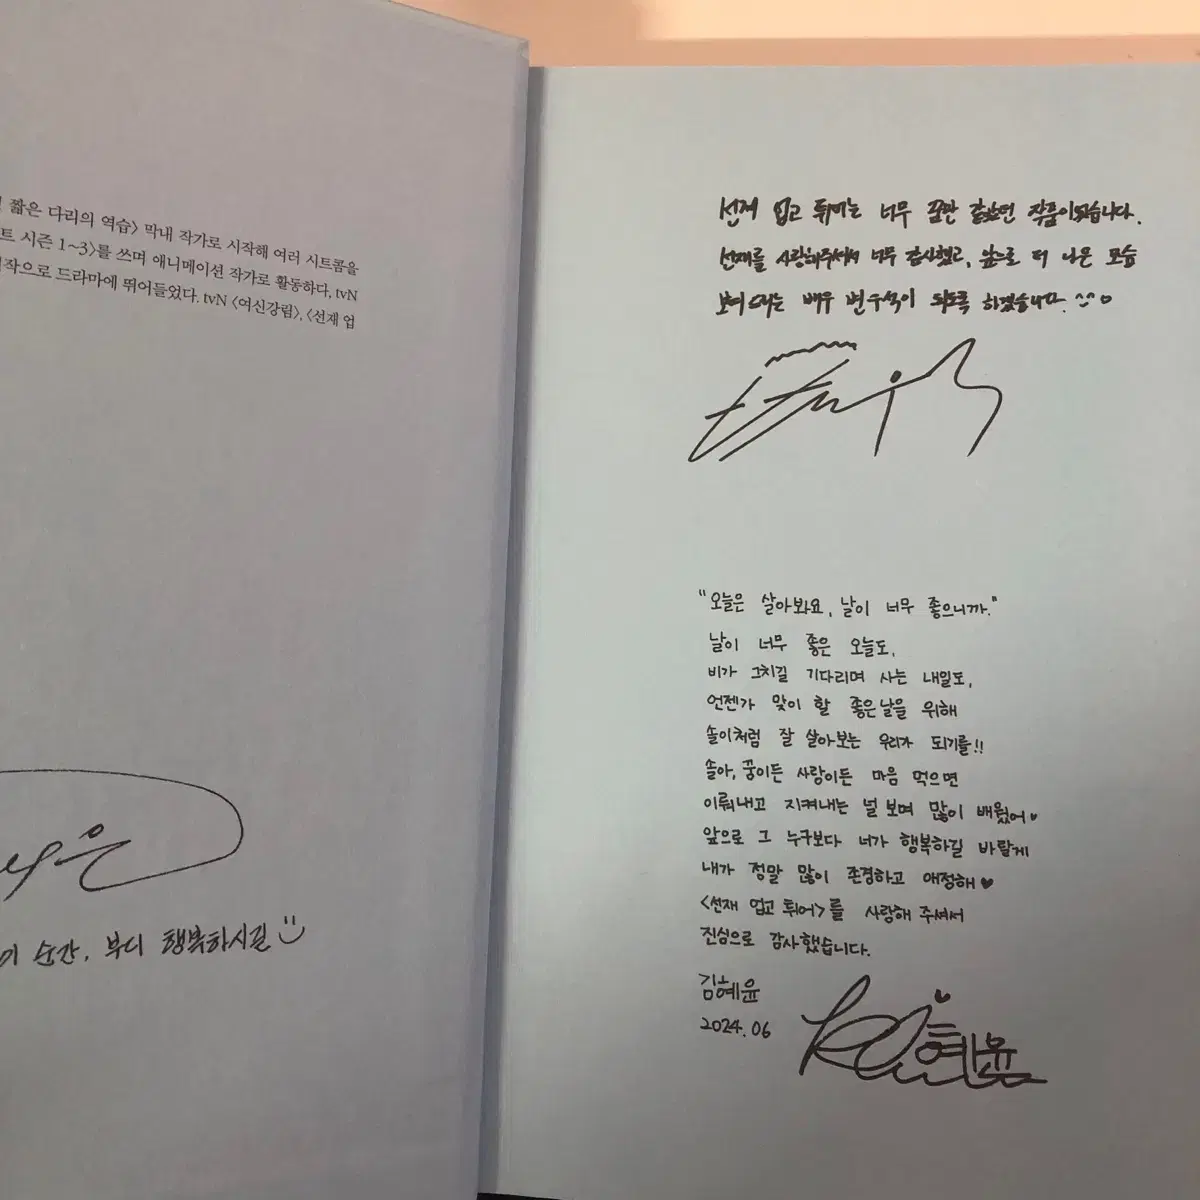 짧은 다리의 역습> 막내 작가로 시작해 여러 시트콤을
트 시즌 1~3>를 쓰며 애니메이션 작가로 활동하다, tvN
작으로 드라마에 뛰어들었다. tvN <여신강림>, <선재 업
은
순간, 부디 행복하시길
선재 업고 튀어는 너무 꿈만 같았던 작품이었습니다.
선재를 사랑해주셔서 너무 감사했고, 앞으로 더 나은 모습
보여드리는 배우 변우석이 되도록 하겠습니다.
"오늘은 살아봐요, 날이 너무 좋으니까."
날이 너무 좋은 오늘도,
비가 그치길 기다리며 사는 내일도,
언젠가 맞이 할 좋은날을 위해
솔이처럼 잘 살아보는 우리가 되기를!!
솔아, 꿈이든 사랑이든 마음 먹으면
이뤄내고 지켜내는 널 보며 많이 배웠어♥
앞으로 그 누구보다 너가 행복하길 바랄게
내가 정말 많이 존경하고 애정해♥
<선재 업고 튀어>를 사랑해 주셔서
진심으로 감사했습니다.
김혜윤
2024.06
혜윤